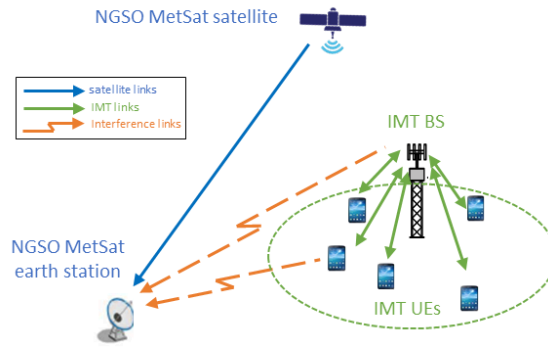 NGSO MetSat satellite
satellite links
IMT links
Interference links
IMT BS
NGSO MetSat
earth station
IMT UEs